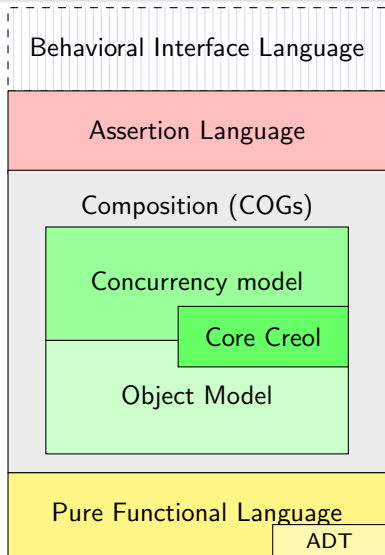 Behavioral Interface Language
Assertion Language
Composition (COGs)
Concurrency model
Core Creol
Object Model
Pure Functional Language
ADT